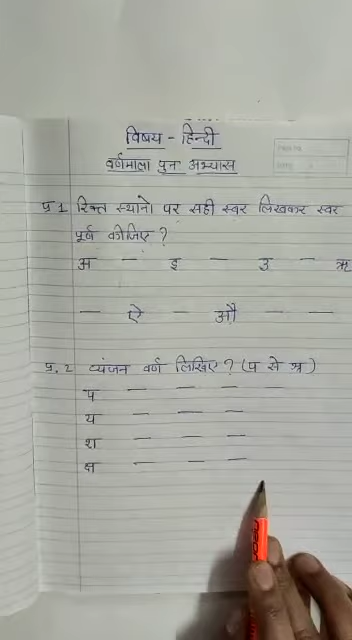 विषय - हिन्दी
वर्णमाला पुनः अभ्यास
प्र 1 रिक्त स्थानो पर सही स्वर लिखकर स्वर
पूर्ण कीजिए ?
अ — इ — उ — ऋ
— ऐ — औ — —
प्र. 2 व्यंजन वर्ण लिखिए ? (प से श्र)
प — — — —
य — — —
श — — —
क्ष — — —